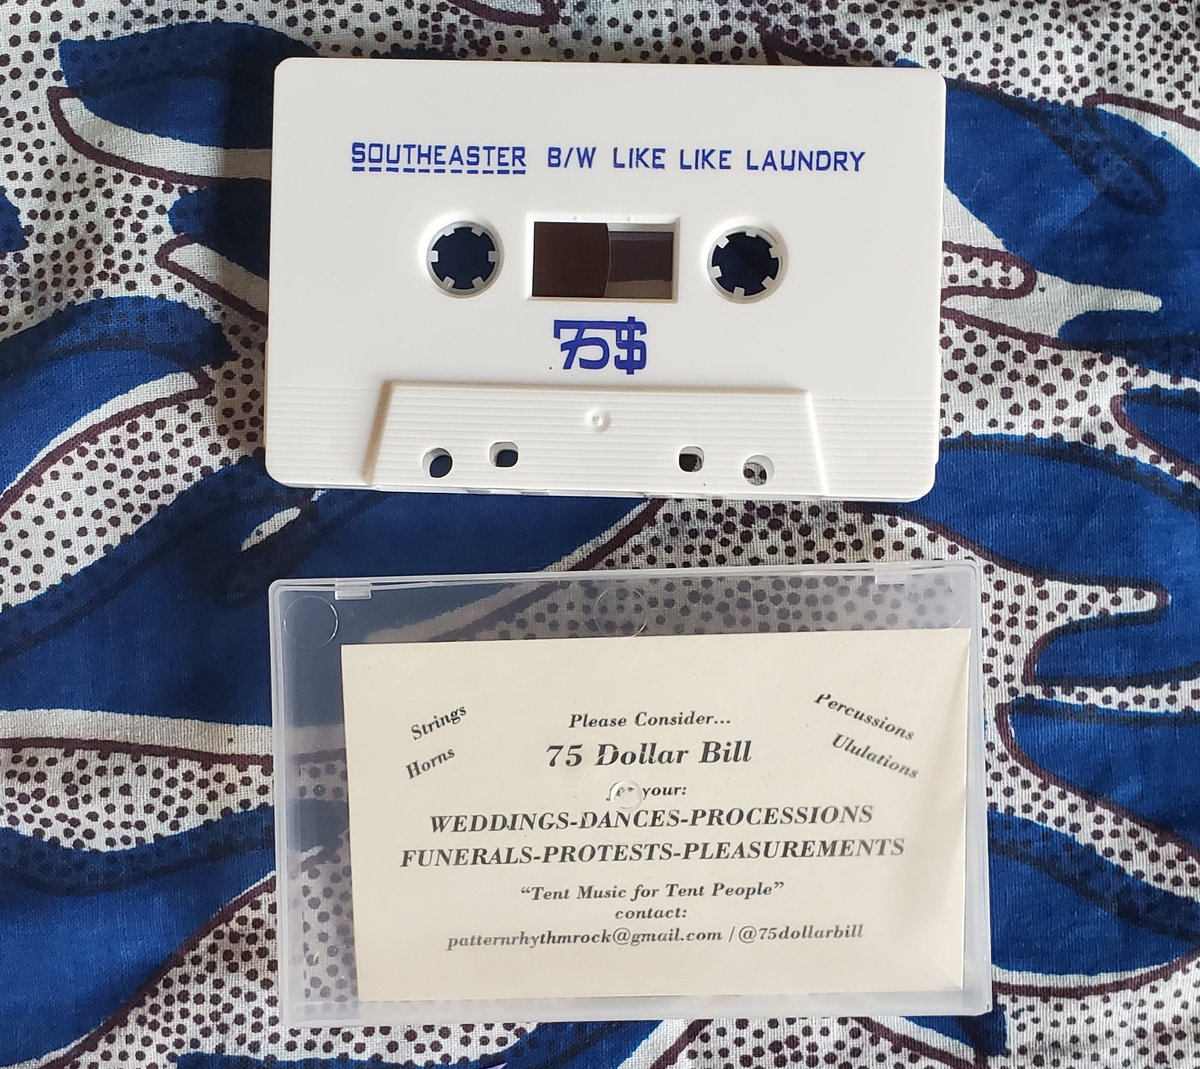 SOUTHEASTER B/W LIKE LIKE LAUNDRY
75$
Strings
Horns
Please Consider...
75 Dollar Bill
for your:
WEDDINGS-DANCES-PROCESSIONS
FUNERALS-PROTESTS-PLEASUREMENTS
“Tent Music for Tent People”
contact:
patternrhythmrock@gmail.com / @75dollarbill
Percussions
Ululations